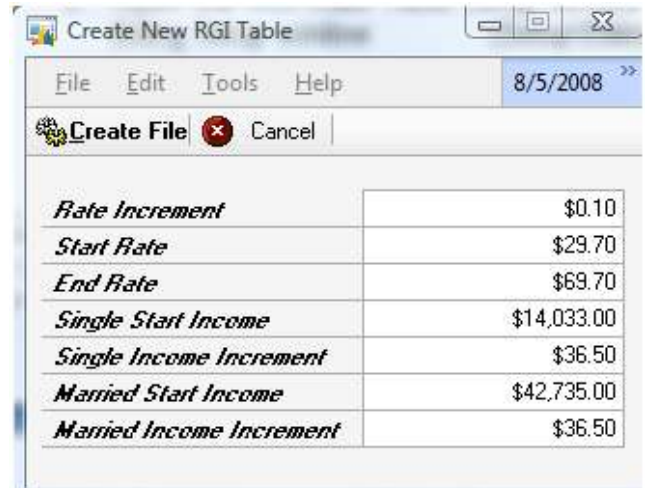 Create New RGI Table
File Edit Tools Help 8/5/2008 »
Create File Cancel
Rate Increment $0.10
Start Rate $29.70
End Rate $69.70
Single Start Income $14,033.00
Single Income Increment $36.50
Married Start Income $42,735.00
Married Income Increment $36.50